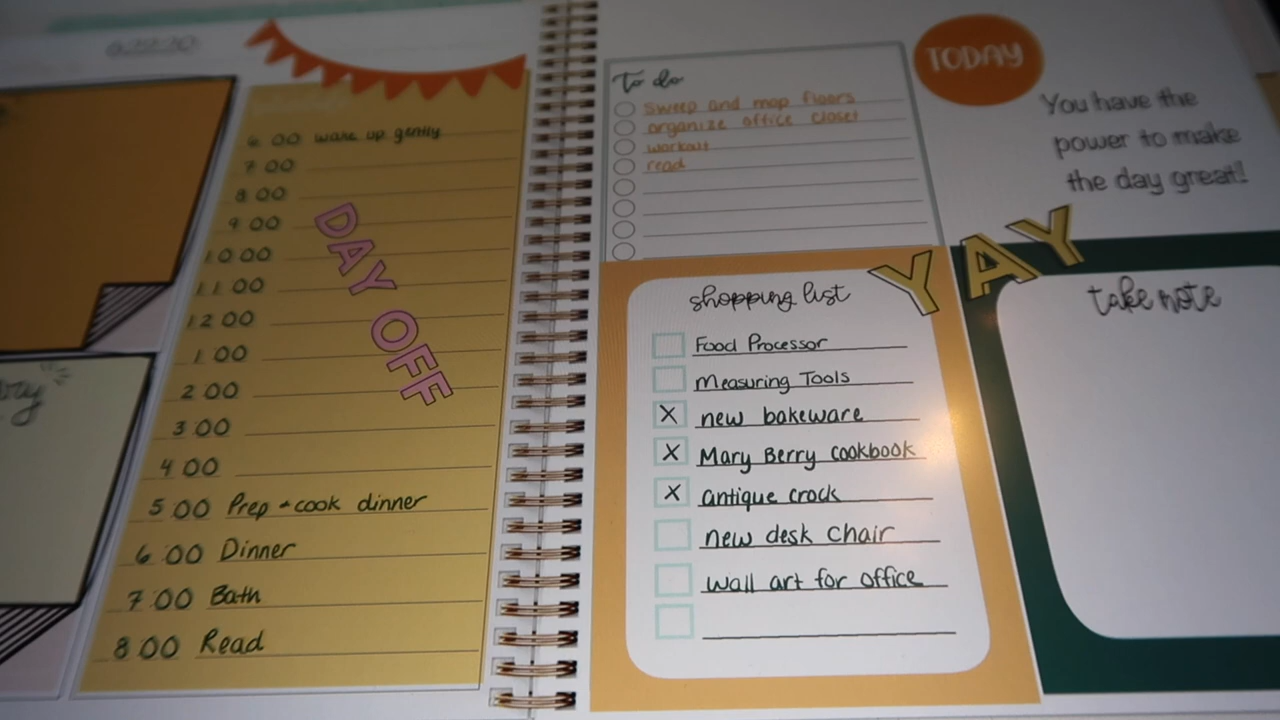 6:00 wake up gently
7:00
8:00
9:00
10:00
11:00
12:00
1:00
2:00
3:00
4:00
5:00 Prep + cook dinner
6:00 Dinner
7:00 Bath
8:00 Read
DAY OFF
To do
sweep and mop floors
organize office closet
workout
read
TODAY
You have the
power to make
the day great!
YAY
shopping list
Food Processor
Measuring Tools
X new bakeware
X Mary Berry cookbook
X antique crock
new desk chair
wall art for office
take note